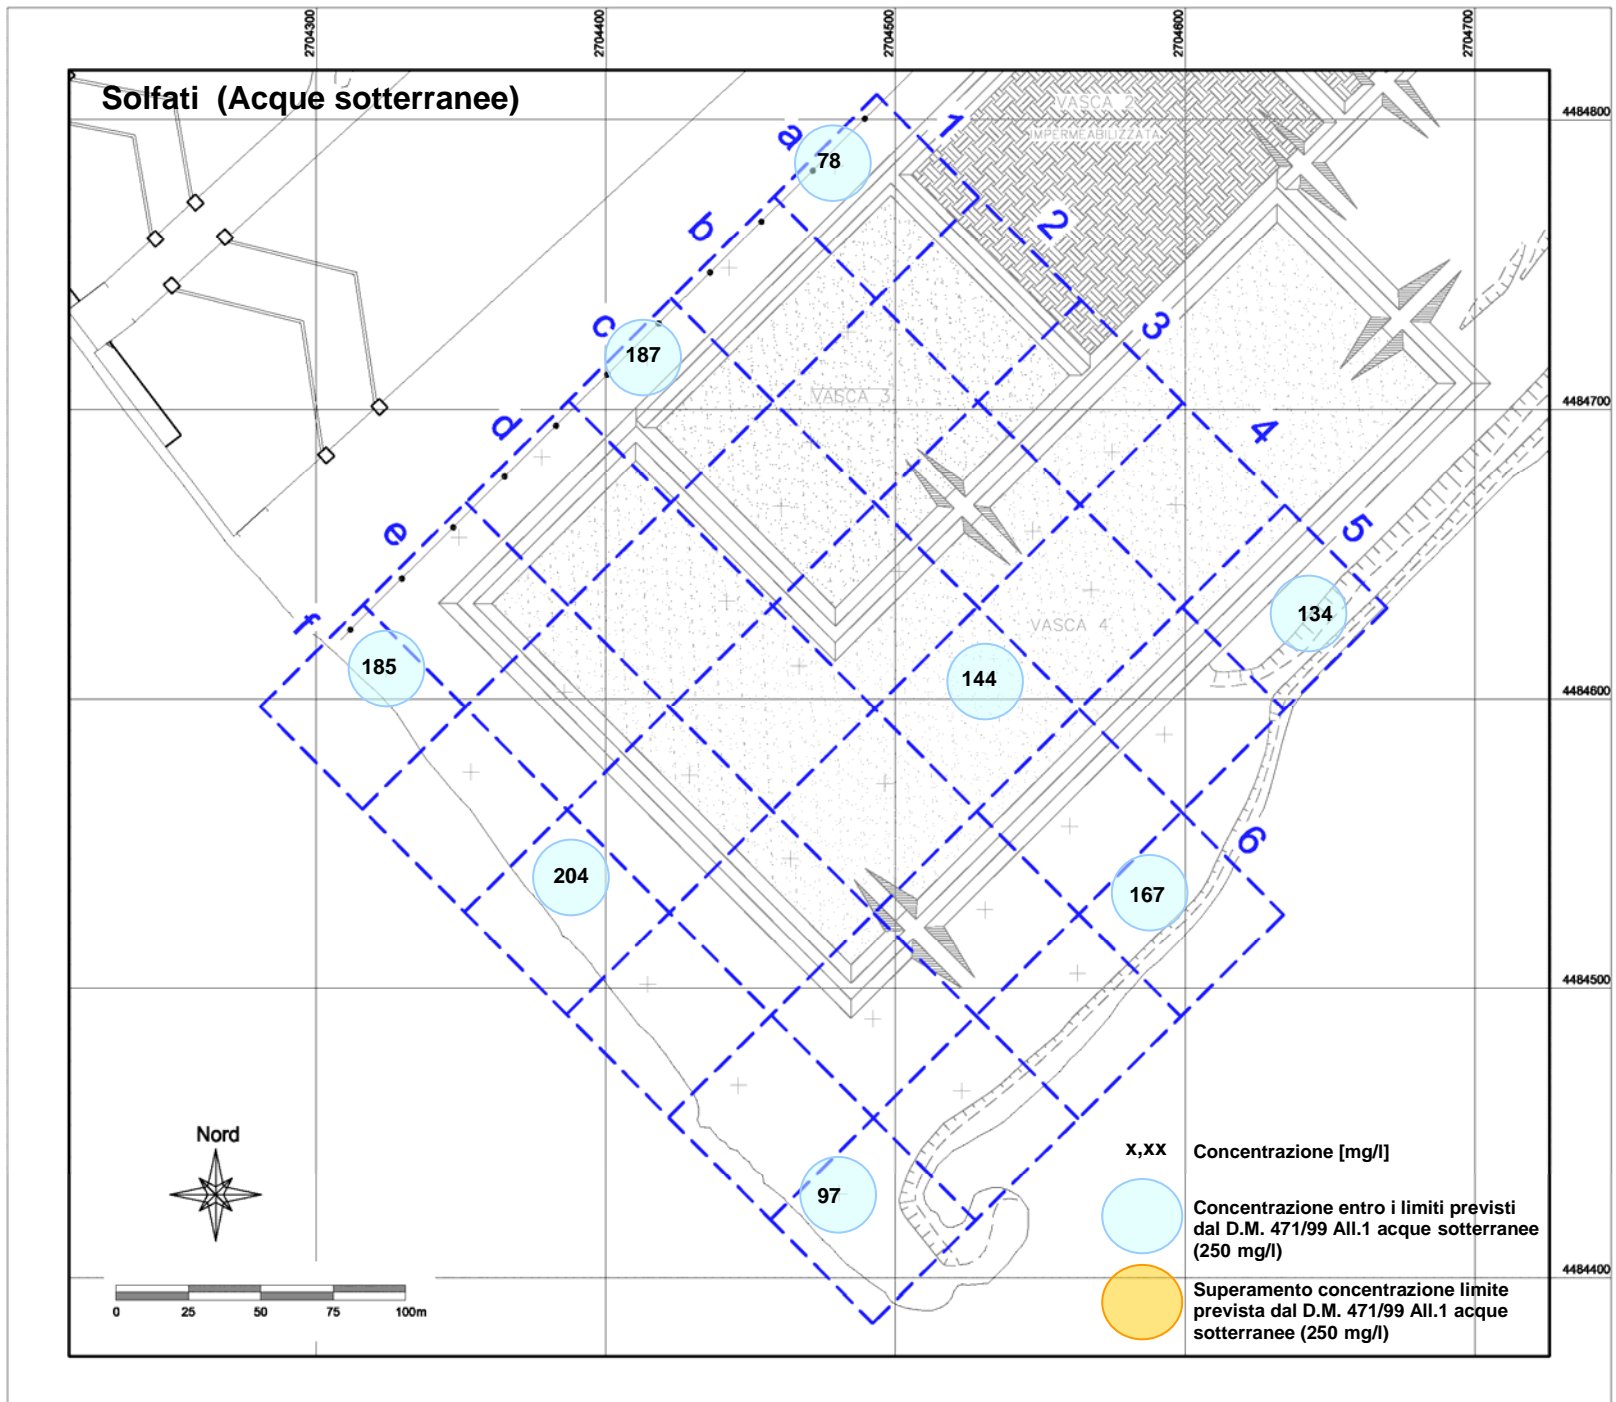 2704300
2704400
2704500
2704600
2704700
Solfati (Acque sotterranee)
4484800
4484700
4484600
4484500
4484400
VASCA 2
IMPERMEABILIZZATA
VASCA 3
VASCA 4
a
b
c
d
e
f
1
2
3
4
5
6
78
187
185
134
144
204
167
97
Nord
0 25 50 75 100m
x,xx Concentrazione [mg/l]
Concentrazione entro i limiti previsti
dal D.M. 471/99 All.1 acque sotterranee
(250 mg/l)
Superamento concentrazione limite
prevista dal D.M. 471/99 All.1 acque
sotterranee (250 mg/l)